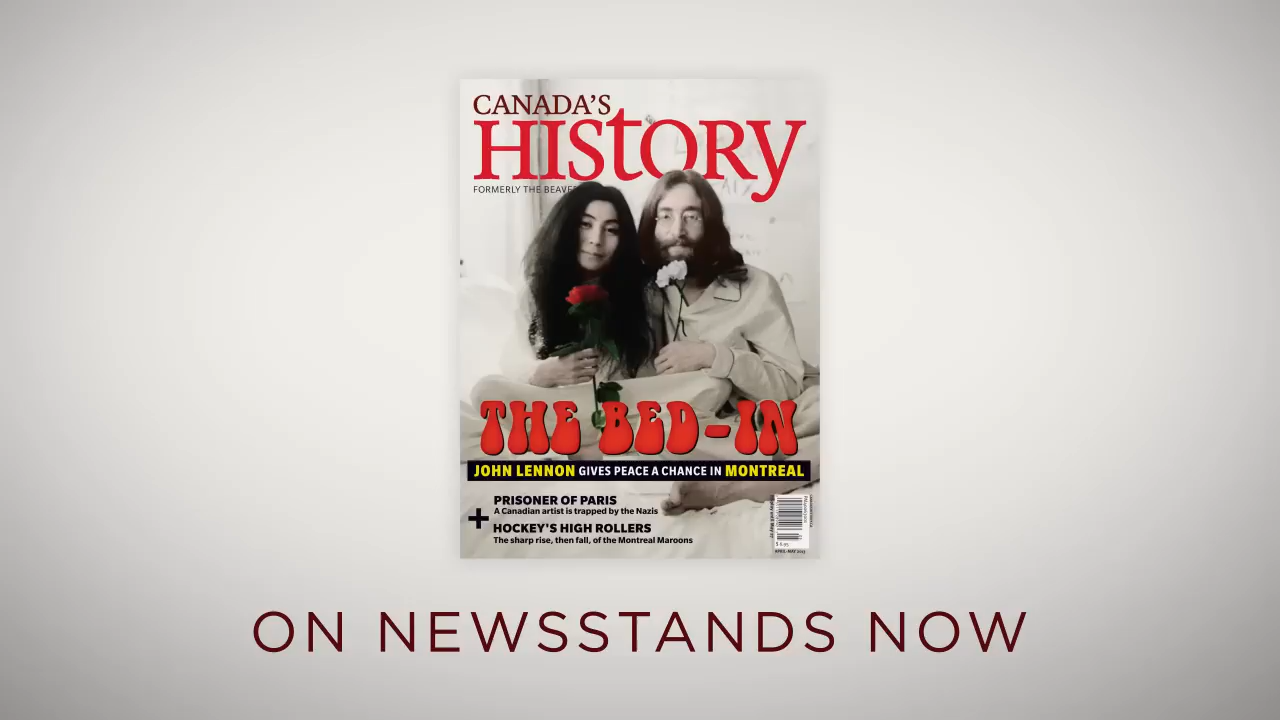 CANADA'S
HISTORY
FORMERLY THE BEAVER
THE BED-IN
JOHN LENNON GIVES PEACE A CHANCE IN MONTREAL
+
PRISONER OF PARIS
A Canadian artist is trapped by the Nazis
HOCKEY'S HIGH ROLLERS
The sharp rise, then fall, of the Montreal Maroons
ON NEWSSTANDS NOW